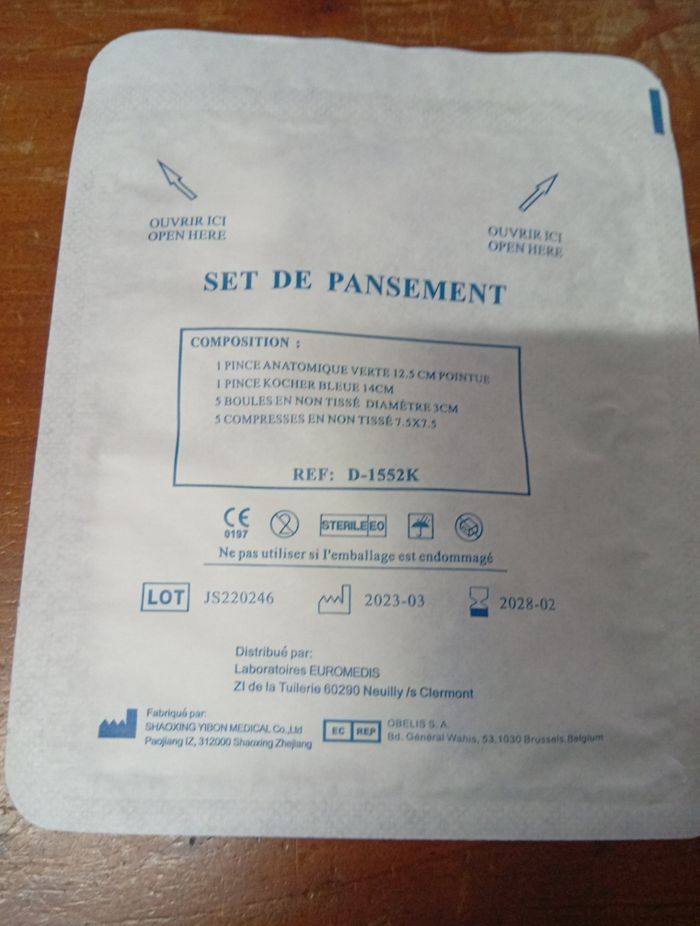 OUVRIR ICI
OPEN HERE
OUVRIR ICI
OPEN HERE
SET DE PANSEMENT
COMPOSITION :
1 PINCE ANATOMIQUE VERTE 12.5 CM POINTUE
1 PINCE KOCHER BLEUE 14CM
5 BOULES EN NON TISSÉ DIAMÈTRE 3CM
5 COMPRESSES EN NON TISSÉ 7.5X7.5
REF: D-1552K
CE
0197
2
STERILE EO
Ne pas utiliser si l'emballage est endommagé
LOT JS220246
2023-03
2028-02
Distribué par:
Laboratoires EUROMEDIS
ZI de la Tuilerie 60290 Neuilly /s Clermont
Fabriqué par:
SHAOXING YIBON MEDICAL Co.,Ltd
Paojiang IZ, 312000 Shaoxing Zhejiang
EC REP
OBELIS S. A.
Bd. Général Wahis, 53,1030 Brussels,Belgium